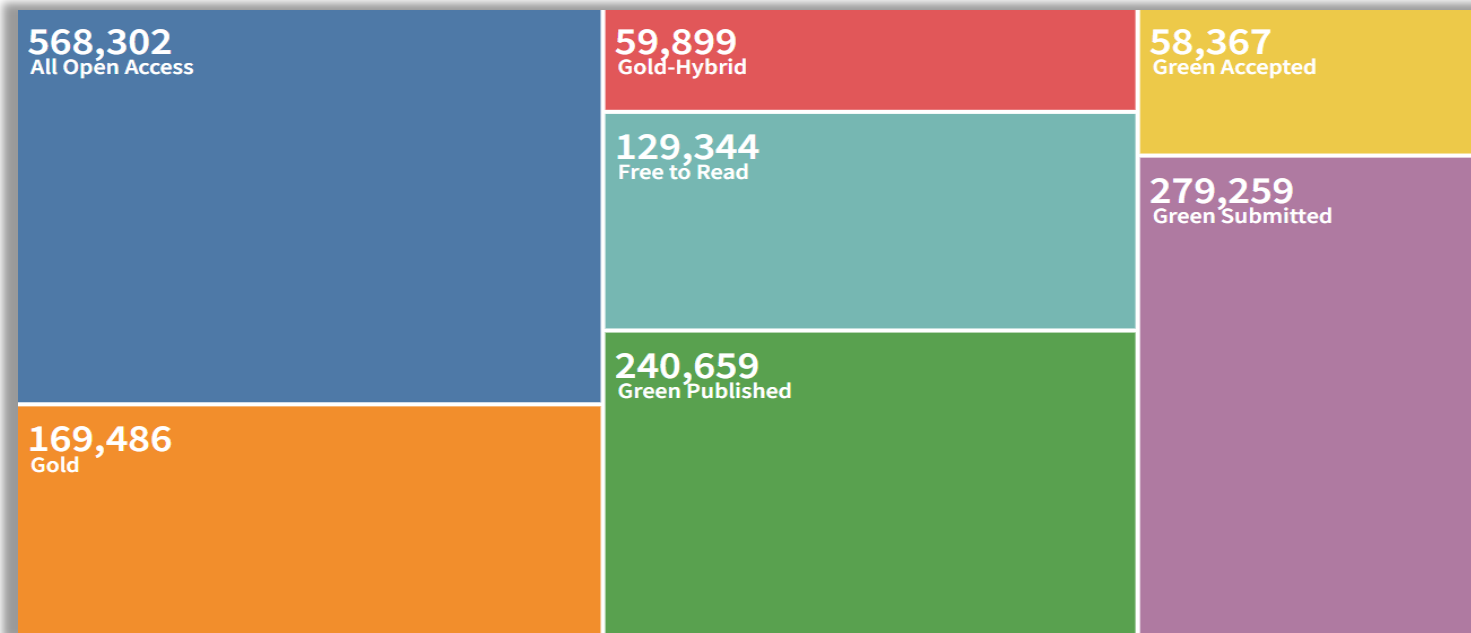 568,302
All Open Access
169,486
Gold
59,899
Gold-Hybrid
129,344
Free to Read
240,659
Green Published
58,367
Green Accepted
279,259
Green Submitted